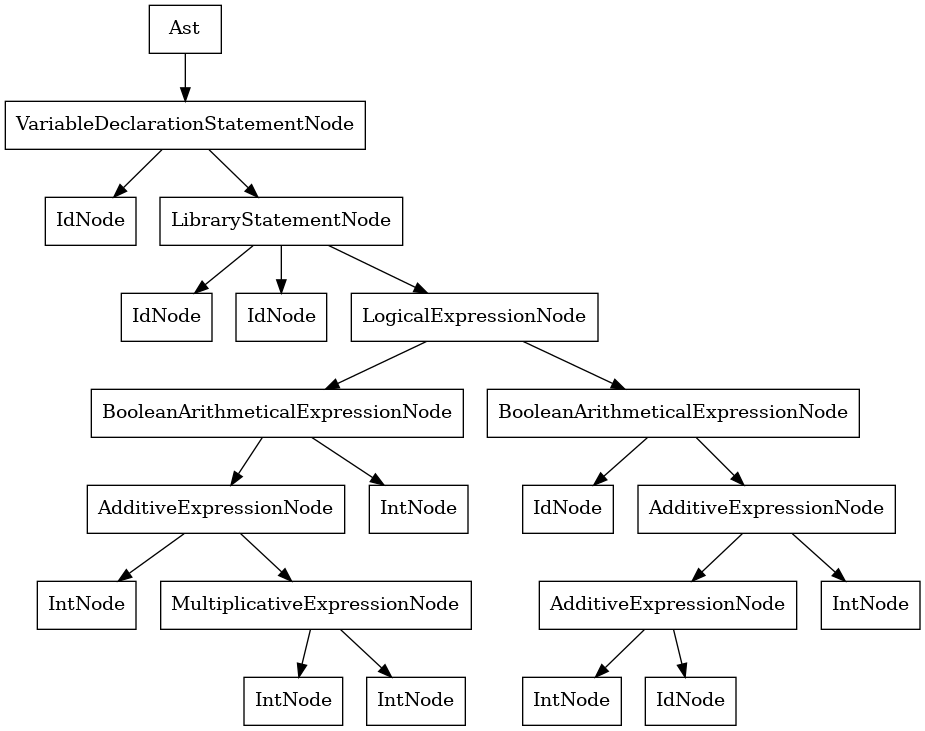 Ast
VariableDeclarationStatementNode
IdNode
LibraryStatementNode
IdNode
IdNode
LogicalExpressionNode
BooleanArithmeticalExpressionNode
BooleanArithmeticalExpressionNode
AdditiveExpressionNode
IntNode
IdNode
AdditiveExpressionNode
IntNode
MultiplicativeExpressionNode
AdditiveExpressionNode
IntNode
IntNode
IntNode
IntNode
IdNode